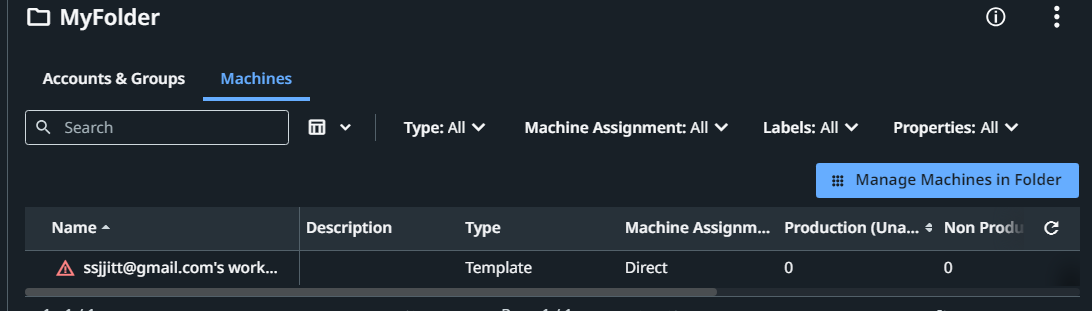 MyFolder
Accounts & Groups Machines
Search Type: All Machine Assignment: All Labels: All Properties: All
Manage Machines in Folder
Name Description Type Machine Assignm... Production (Una... Non Produ
ssjjitt@gmail.com's work... Template Direct 0 0